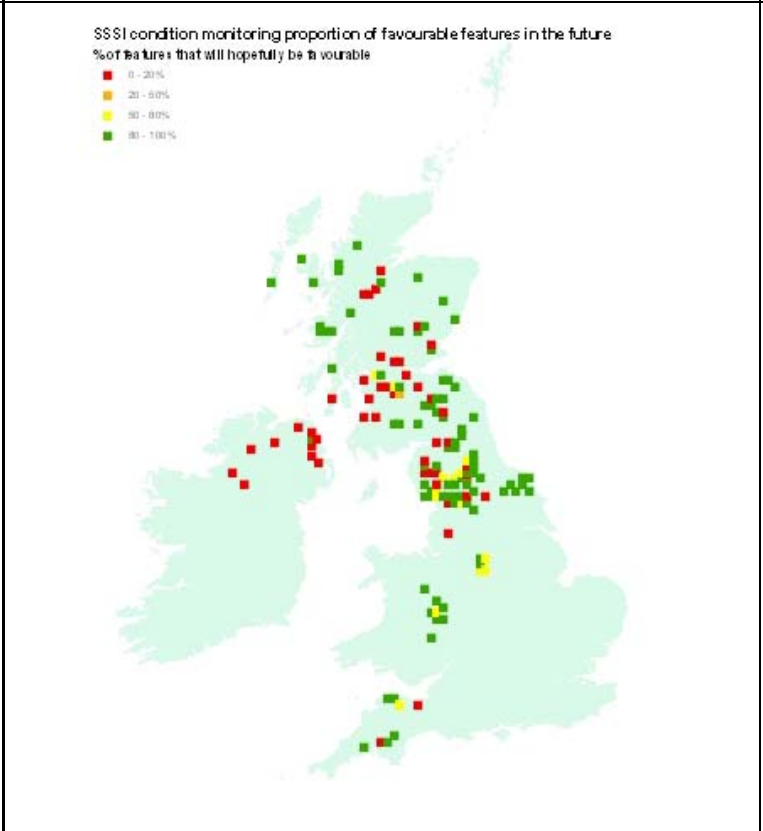 SSSI condition monitoring proportion of favourable features in the future
% of features that will hopefully be favourable
0 - 20%
20 - 50%
50 - 80%
80 - 100%